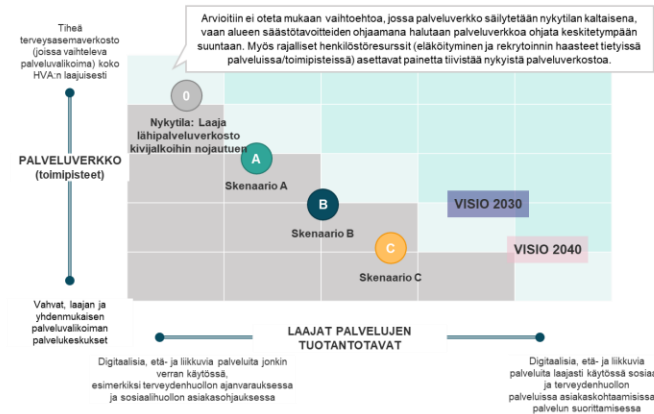 Arvioitiin ei oteta mukaan vaihtoehtoa, jossa palveluverkko säilytetään nykytilan kaltaisena,
vaan alueen säästötavoitteiden ohjaamana halutaan palveluverkkoa ohjata keskitetympään
suuntaan. Myös rajalliset henkilöstöresurssit (eläköityminen ja rekrytoinnin haasteet tietyissä
palveluissa/toimipisteissä) asettavat painetta tiivistää nykyistä palveluverkostoa.
Tiheä
terveysasemaverkosto
(joissa vaihteleva
palveluvalikoima) koko
HVA:n laajuisesti
0
Nykytila: Laaja
lähipalveluverkosto
kivijalkoihin nojautuen
PALVELUVERKKO
(toimipisteet)
A
Skenaario A
B
Skenaario B
C
Skenaario C
VISIO 2030
VISIO 2040
Vahvat, laajan ja
yhdenmukaisen
palveluvalikoiman
palvelukeskukset
LAAJAT PALVELUJEN
TUOTANTOTAVAT
Digitaalisia, etä- ja liikkuvia palveluita jonkin
verran käytössä,
esimerkiksi terveydenhuollon ajanvarauksessa
ja sosiaalihuollon asiakasohjauksessa
Digitaalisia, etä- ja liikkuvia
palveluita laajasti käytössä sosiaa
ja terveydenhuollon
palveluissa asiakaskohtaamisissa
palvelun suorittamisessa